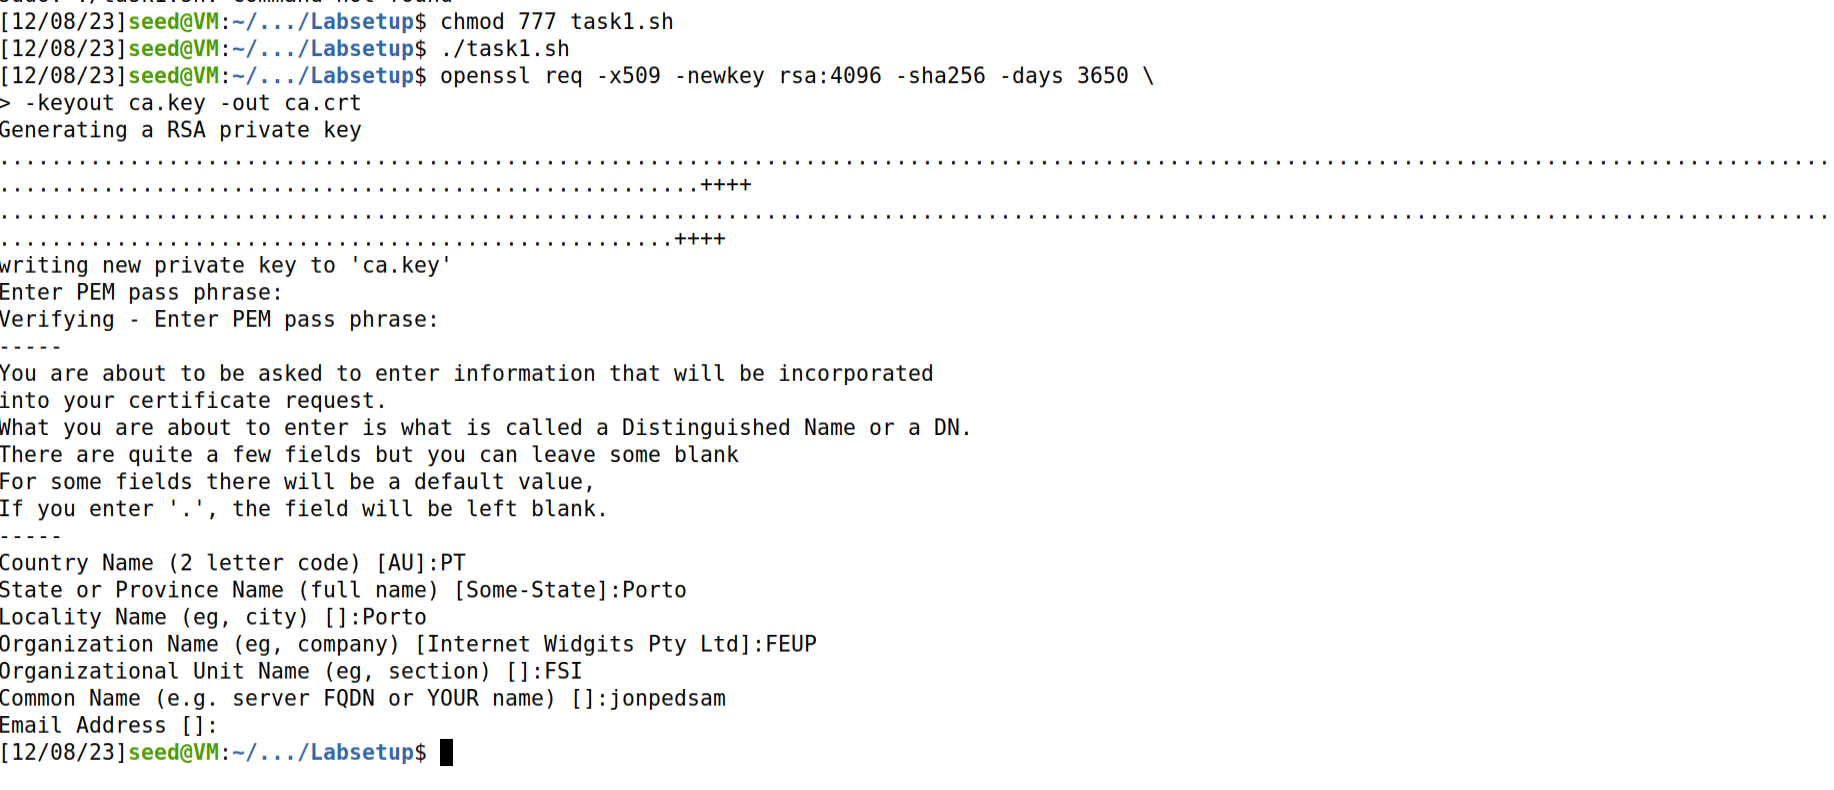 [12/08/23]seed@VM:~/.../Labsetup$ chmod 777 task1.sh
[12/08/23]seed@VM:~/.../Labsetup$ ./task1.sh
[12/08/23]seed@VM:~/.../Labsetup$ openssl req -x509 -newkey rsa:4096 -sha256 -days 3650 \
> -keyout ca.key -out ca.crt
Generating a RSA private key
.............................................................................................................................................
......................................................++++
.............................................................................................................................................
....................................................++++
writing new private key to 'ca.key'
Enter PEM pass phrase:
Verifying - Enter PEM pass phrase:
-----
You are about to be asked to enter information that will be incorporated
into your certificate request.
What you are about to enter is what is called a Distinguished Name or a DN.
There are quite a few fields but you can leave some blank
For some fields there will be a default value,
If you enter '.', the field will be left blank.
-----
Country Name (2 letter code) [AU]:PT
State or Province Name (full name) [Some-State]:Porto
Locality Name (eg, city) []:Porto
Organization Name (eg, company) [Internet Widgits Pty Ltd]:FEUP
Organizational Unit Name (eg, section) []:FSI
Common Name (e.g. server FQDN or YOUR name) []:jonpedsam
Email Address []:
[12/08/23]seed@VM:~/.../Labsetup$